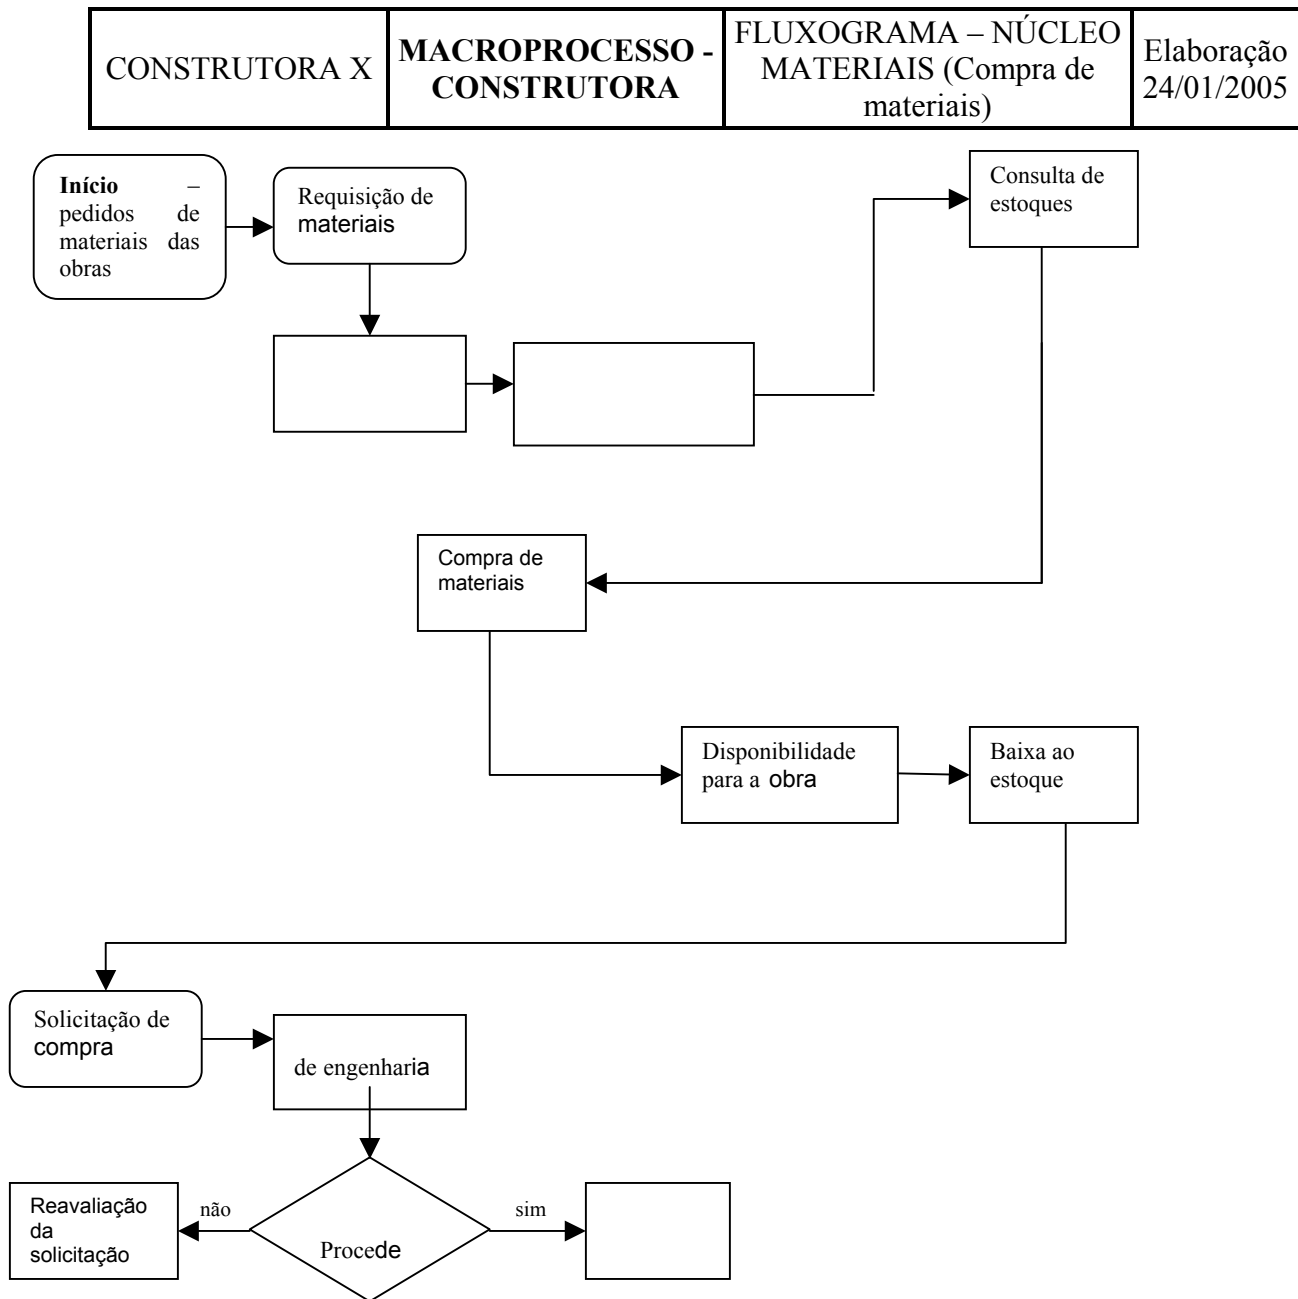 CONSTRUTORA X
MACROPROCESSO -
CONSTRUTORA
FLUXOGRAMA – NÚCLEO
MATERIAIS (Compra de
materiais)
Elaboração
24/01/2005
Início –
pedidos de
materiais das
obras
Requisição de
materiais
Consulta de
estoques
Compra de
materiais
Disponibilidade
para a obra
Baixa ao
estoque
Solicitação de
compra
de engenharia
Reavaliação
da
solicitação
não
Procede
sim